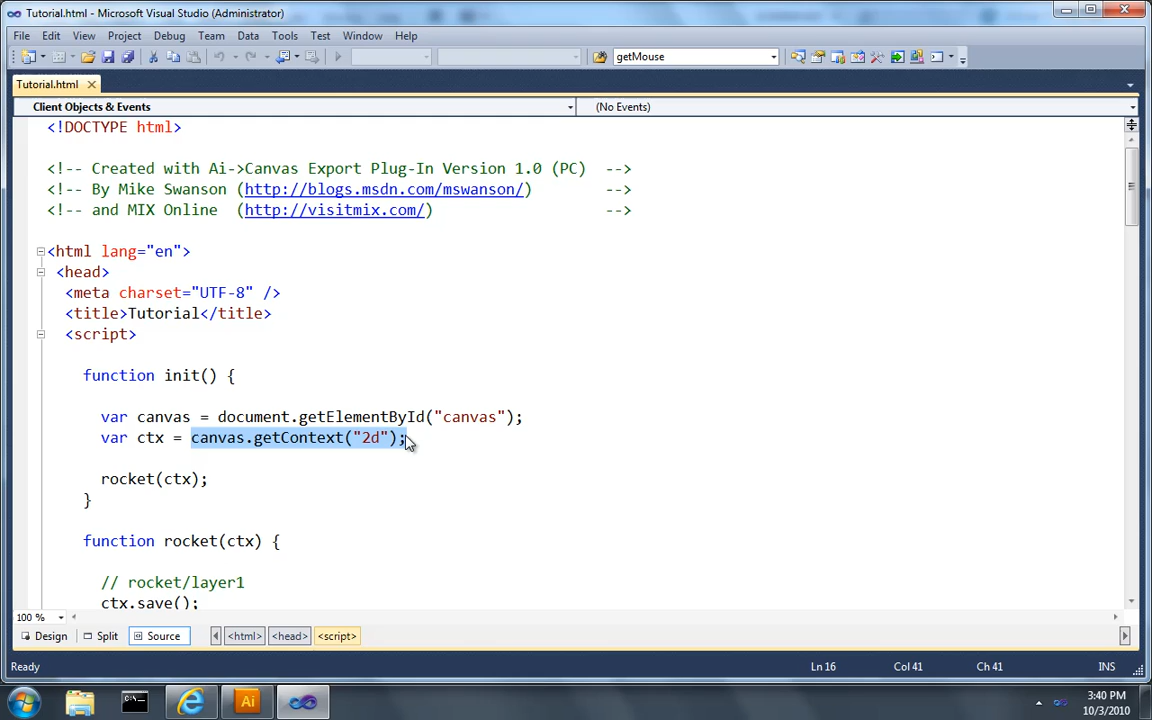 Tutorial.html - Microsoft Visual Studio (Administrator)
File Edit View Project Debug Team Data Tools Test Window Help
getMouse
Tutorial.html
Client Objects & Events (No Events)
<!DOCTYPE html>
<!-- Created with Ai->Canvas Export Plug-In Version 1.0 (PC) -->
<!-- By Mike Swanson (http://blogs.msdn.com/mswanson/) -->
<!-- and MIX Online (http://visitmix.com/) -->
<html lang="en">
<head>
<meta charset="UTF-8" />
<title>Tutorial</title>
<script>
function init() {
var canvas = document.getElementById("canvas");
var ctx = canvas.getContext("2d");
rocket(ctx);
}
function rocket(ctx) {
// rocket/layer1
ctx.save();
100 %
Design Split Source <html> <head> <script>
Ready Ln 16 Col 41 Ch 41 INS
Ai 3:40 PM
10/3/2010